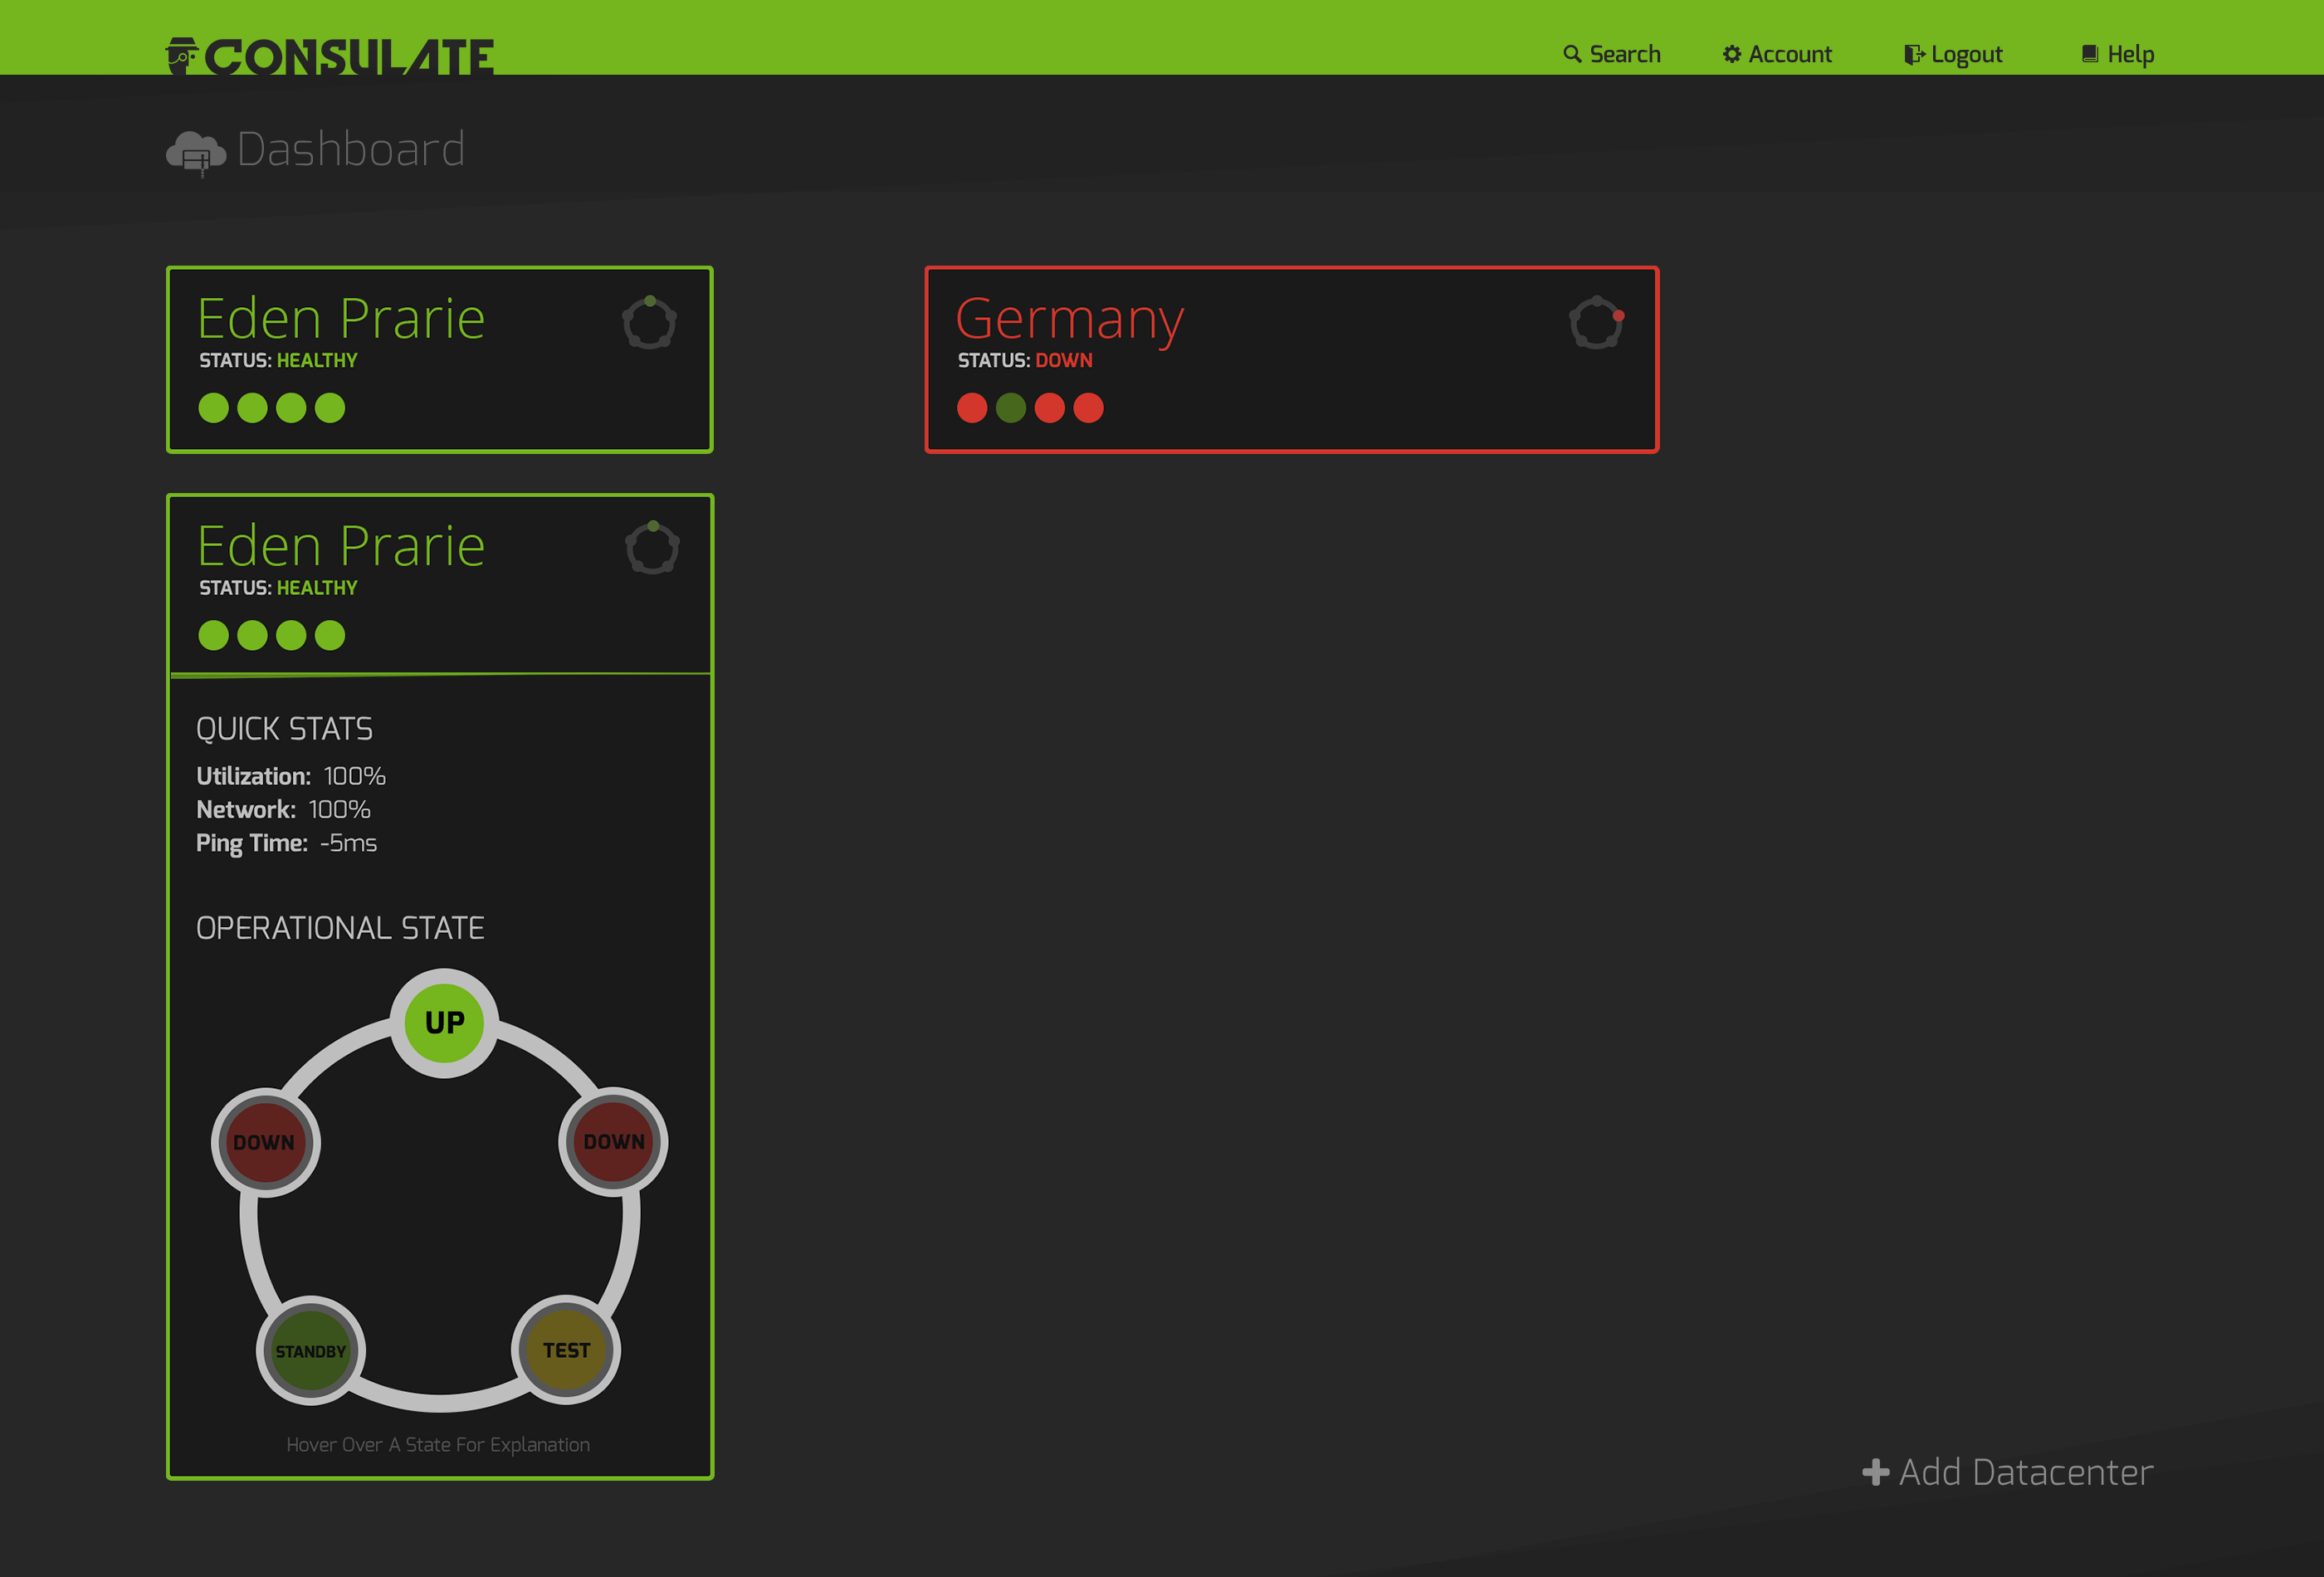 CONSULATE
Search Account Logout Help
Dashboard
Eden Prarie
STATUS: HEALTHY
Germany
STATUS: DOWN
Eden Prarie
STATUS: HEALTHY
QUICK STATS
Utilization: 100%
Network: 100%
Ping Time: -5ms
OPERATIONAL STATE
UP
DOWN
DOWN
STANDBY
TEST
Hover Over A State For Explanation
Add Datacenter